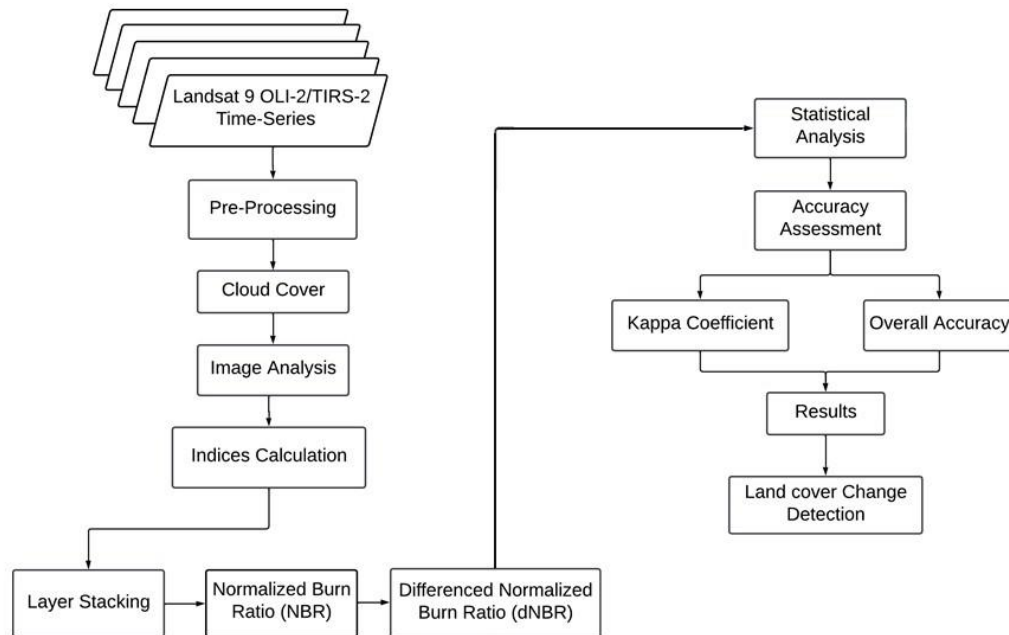 Landsat 9 OLI-2/TIRS-2
Time-Series
Pre-Processing
Cloud Cover
Image Analysis
Indices Calculation
Layer Stacking
Normalized Burn
Ratio (NBR)
Differenced Normalized
Burn Ratio (dNBR)
Statistical
Analysis
Accuracy
Assessment
Kappa Coefficient
Overall Accuracy
Results
Land cover Change
Detection